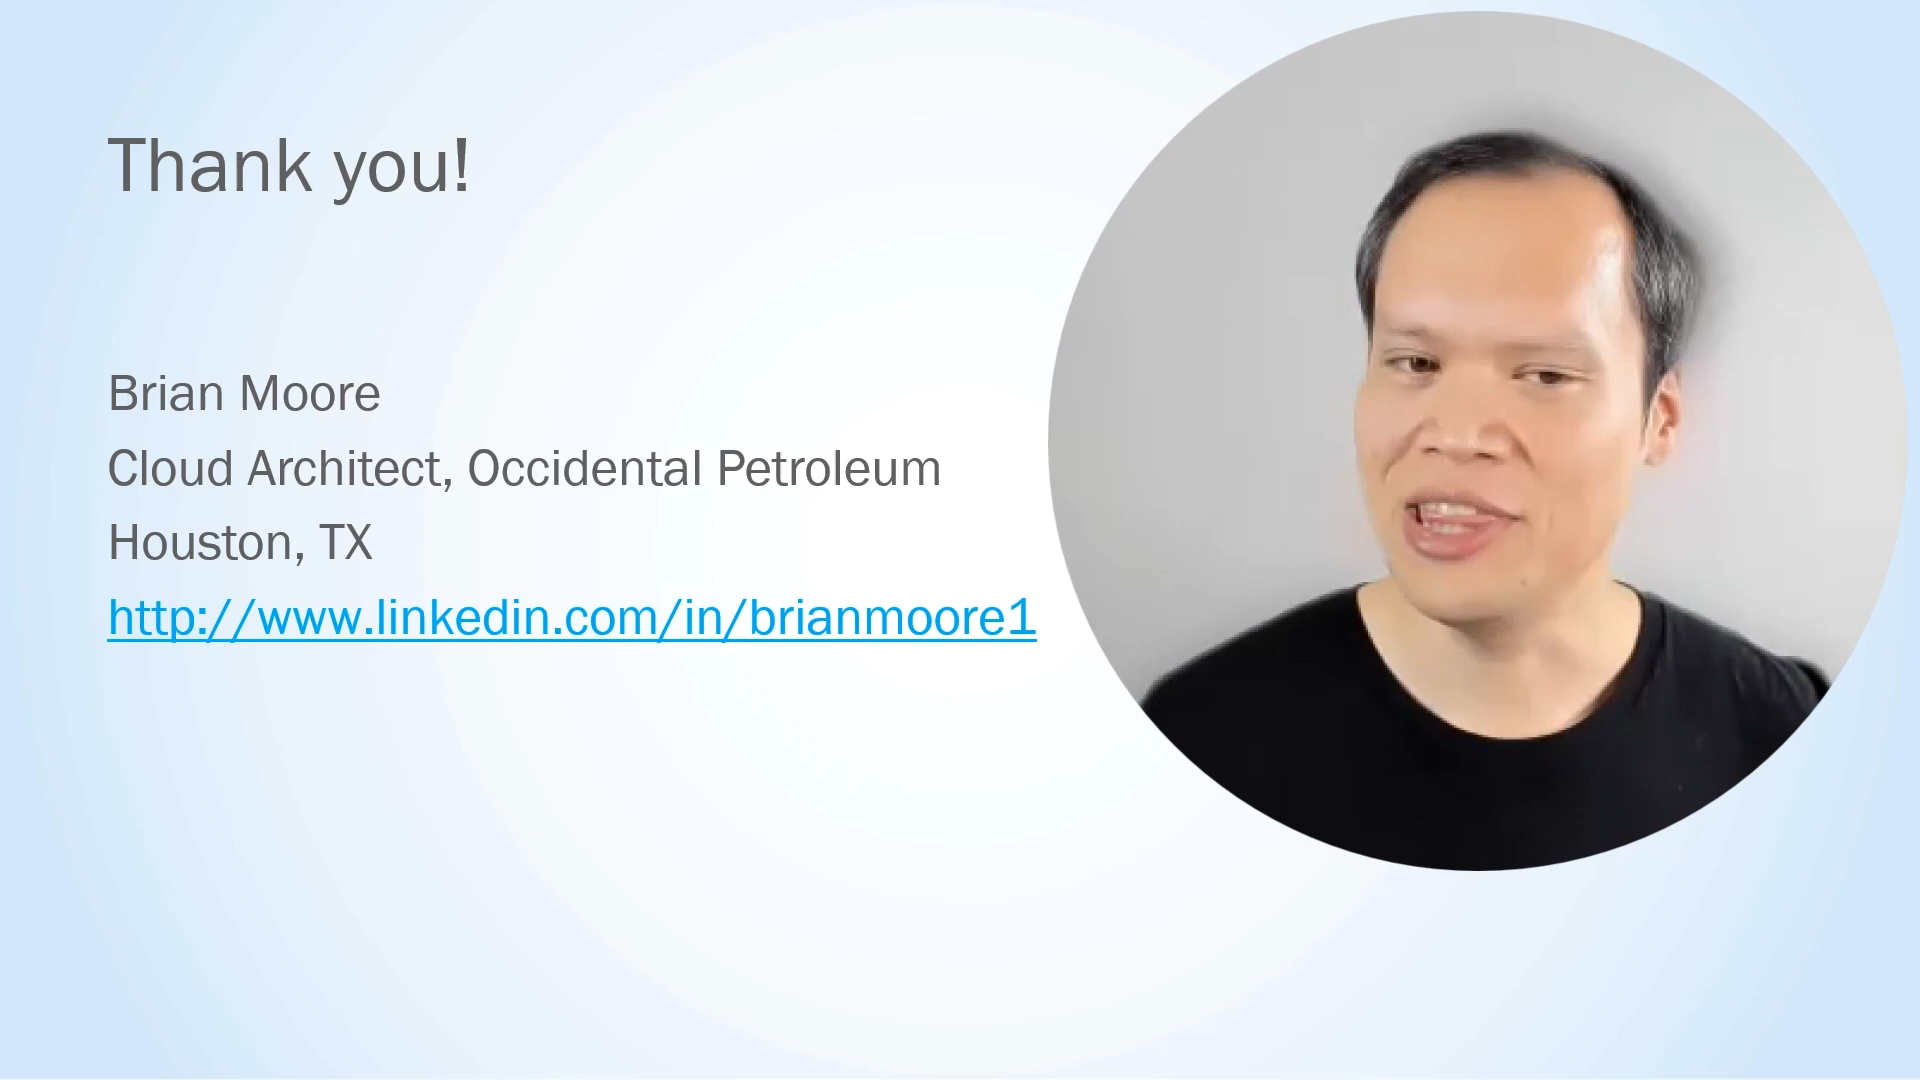 Thank you!
Brian Moore
Cloud Architect, Occidental Petroleum
Houston, TX
http://www.linkedin.com/in/brianmoore1